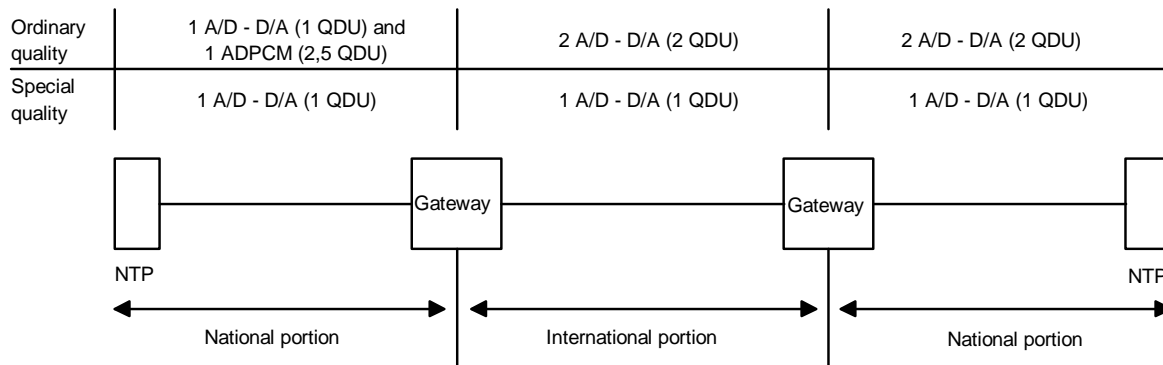 Ordinary
quality
1 A/D - D/A (1 QDU) and
1 ADPCM (2,5 QDU)
2 A/D - D/A (2 QDU)
2 A/D - D/A (2 QDU)
Special
quality
1 A/D - D/A (1 QDU)
1 A/D - D/A (1 QDU)
1 A/D - D/A (1 QDU)
Gateway
Gateway
NTP
NTP
National portion
International portion
National portion